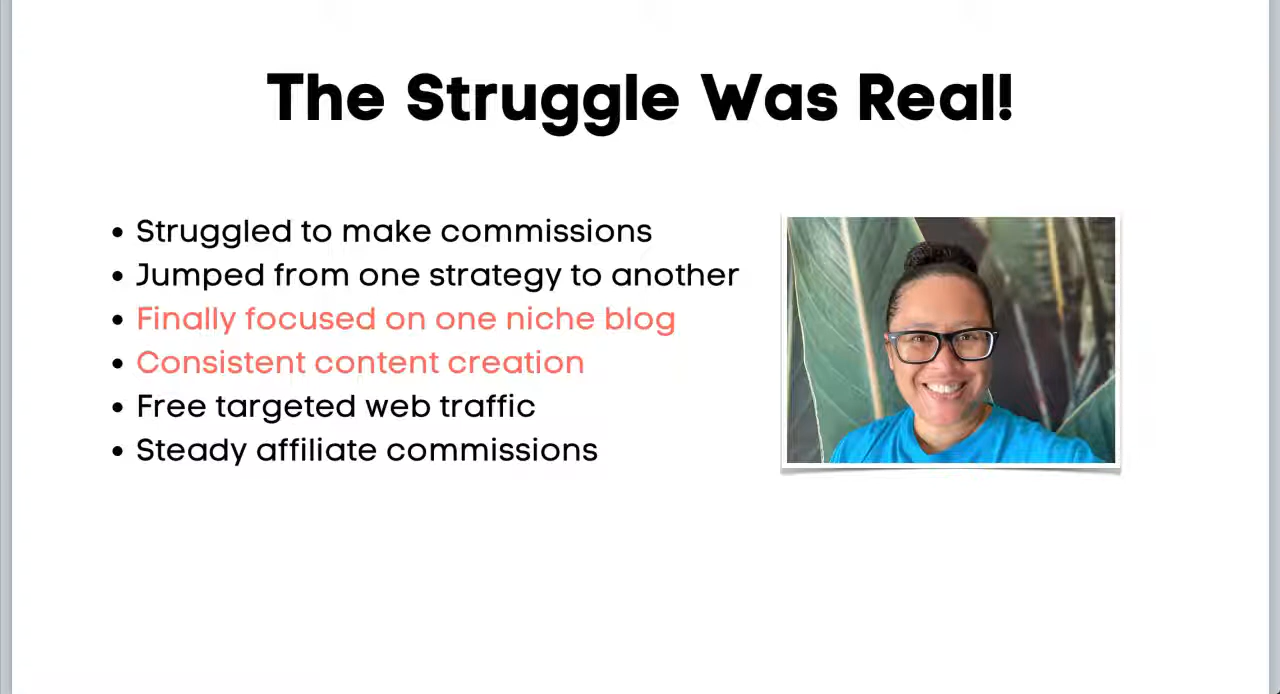 The Struggle Was Real!
• Struggled to make commissions
• Jumped from one strategy to another
• Finally focused on one niche blog
• Consistent content creation
• Free targeted web traffic
• Steady affiliate commissions